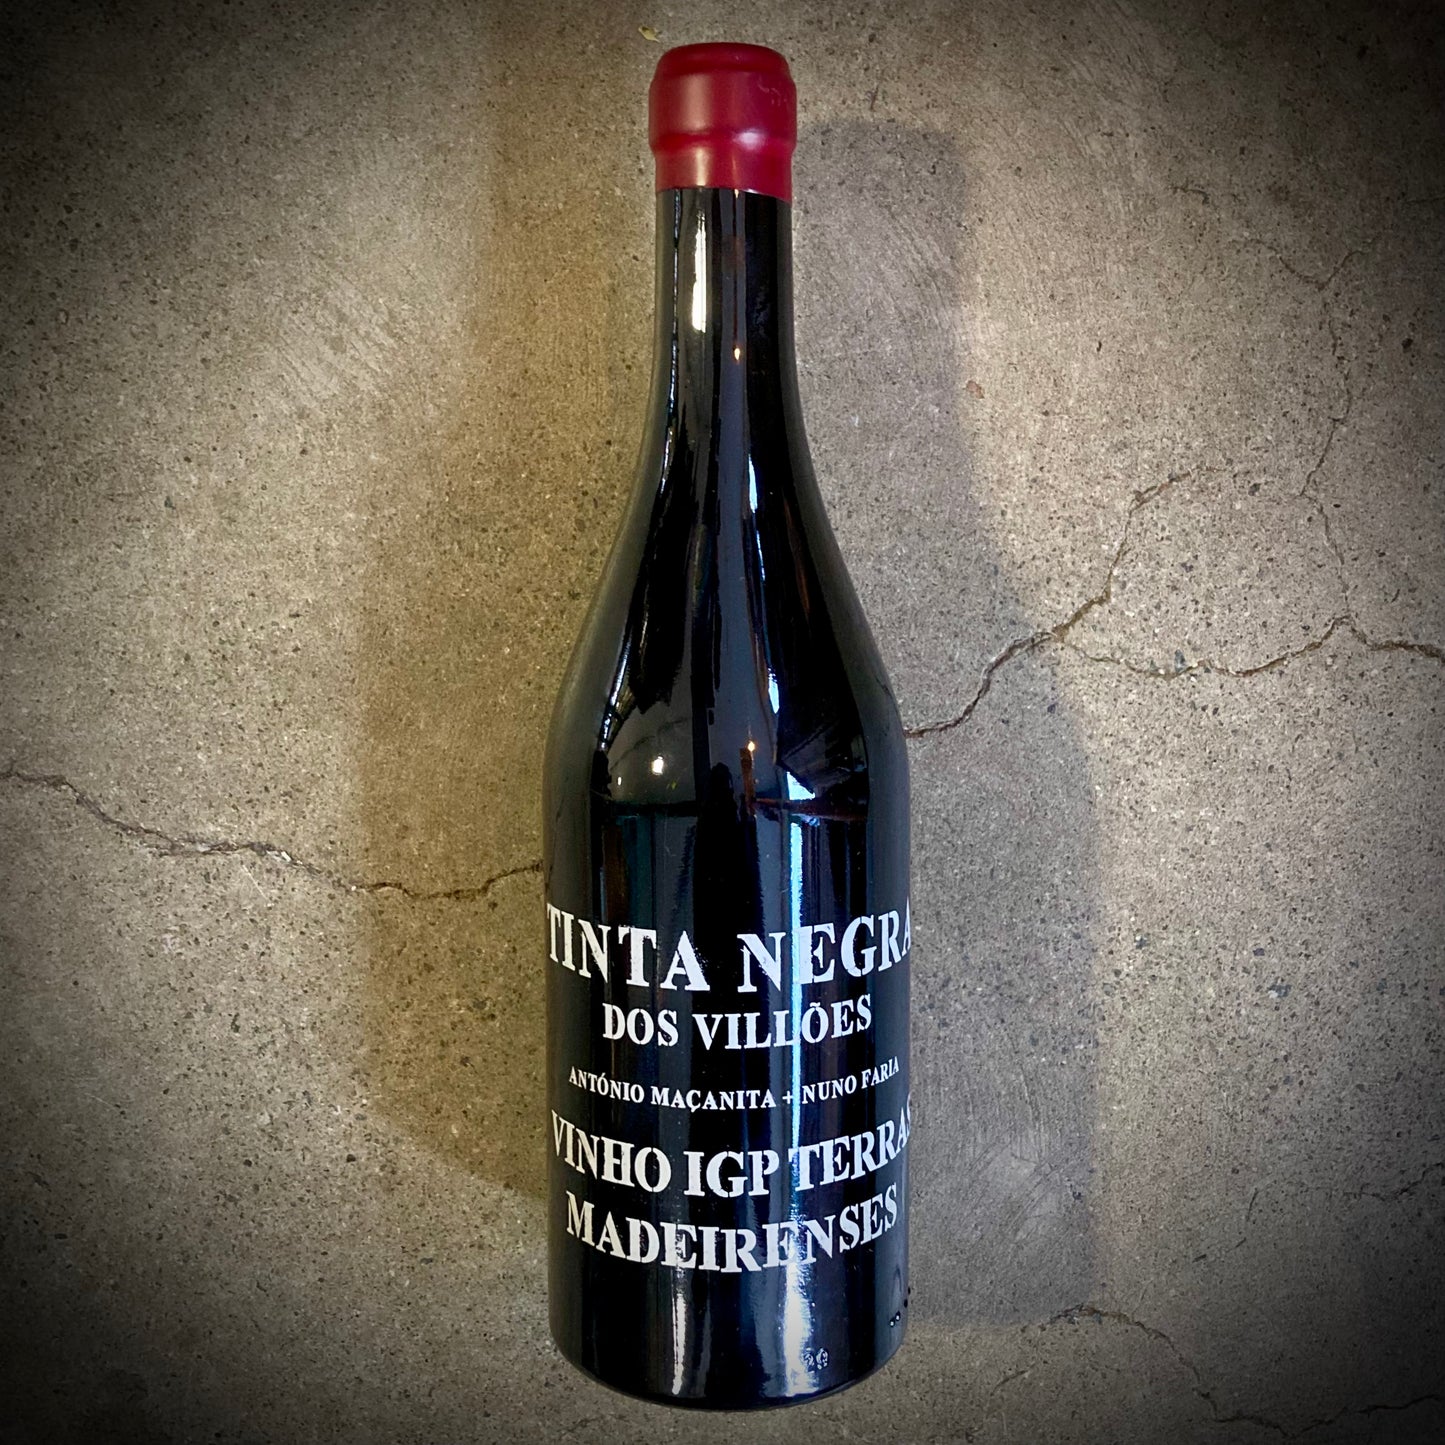 TINTA NEGRA
DOS VILLÕES
ANTÓNIO MAÇANITA + NUNO FARIA
VINHO IGP TERRAS
MADEIRENSES